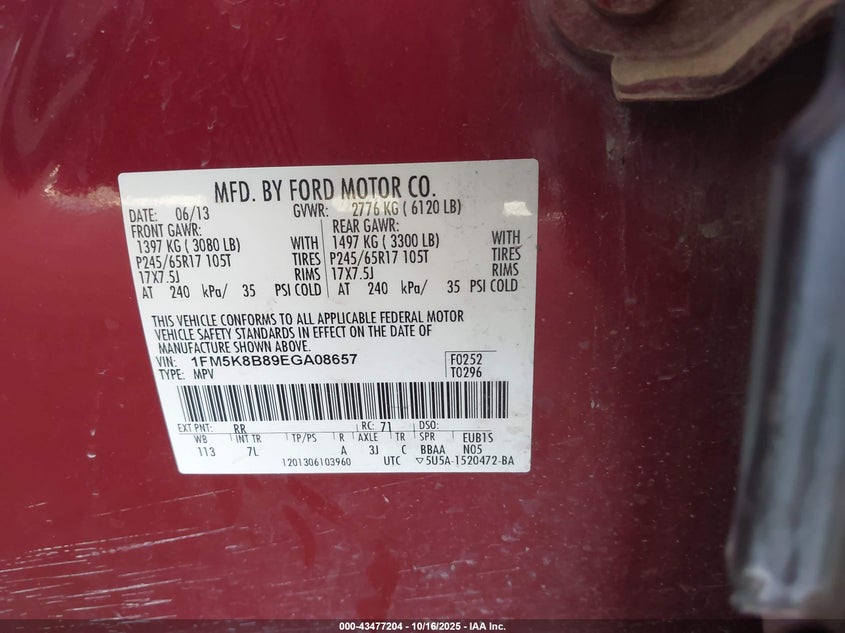 MFD. BY FORD MOTOR CO.
DATE: 06/13 GVWR: 2776 KG ( 6120 LB)
FRONT GAWR: REAR GAWR:
1397 KG ( 3080 LB) WITH 1497 KG ( 3300 LB) WITH
P245/65R17 105T TIRES P245/65R17 105T TIRES
17X7.5J RIMS 17X7.5J RIMS
AT 240 kPa/ 35 PSI COLD AT 240 kPa/ 35 PSI COLD
THIS VEHICLE CONFORMS TO ALL APPLICABLE FEDERAL MOTOR
VEHICLE SAFETY STANDARDS IN EFFECT ON THE DATE OF
MANUFACTURE SHOWN ABOVE.
VIN: 1FM5K8B89EGA08657 F0252
TYPE: MPV T0296
EXT PNT: RR RC: 71 DSO:
WB INT TR TP/PS R AXLE TR SPR EUB1S
113 7L A 3J C BBAA N05
1201306103960 UTC ▽5U5A-1520472-BA
000-43477204 - 10/16/2025 - IAA Inc.